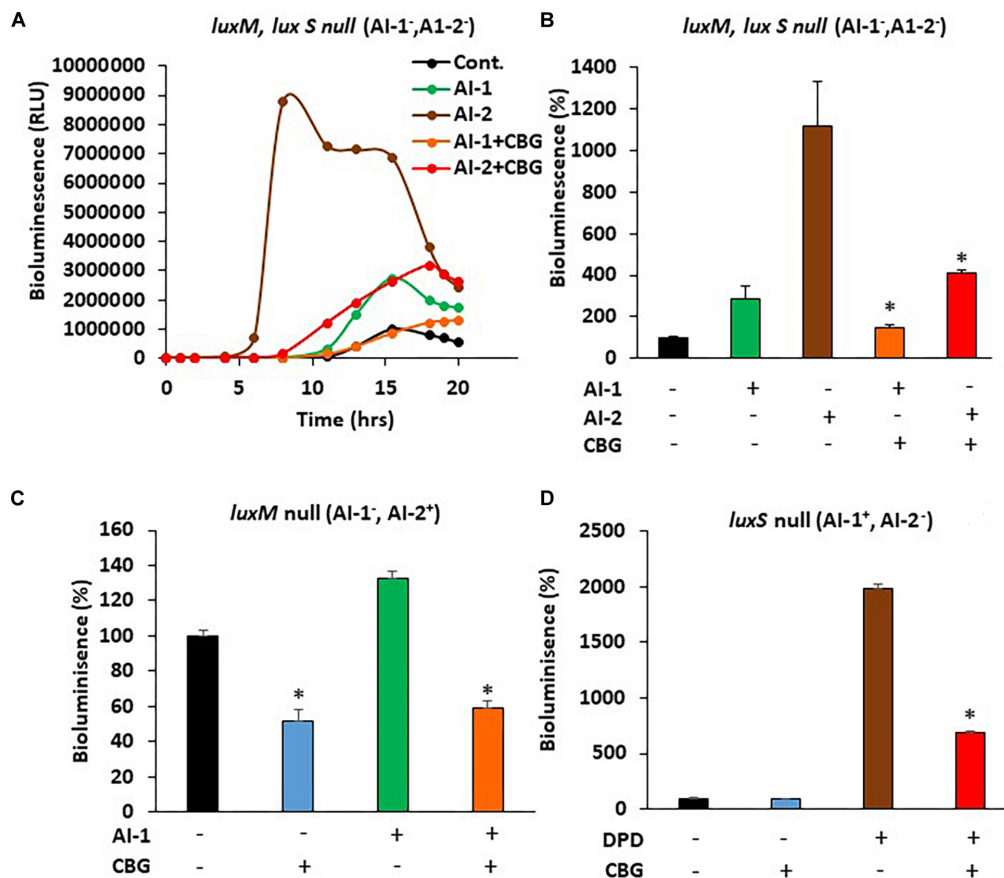 A
luxM, lux S null (AI-1⁻,A1-2⁻)
Bioluminescence (RLU)
10000000
9000000
8000000
7000000
6000000
5000000
4000000
3000000
2000000
1000000
0
0 5 10 15 20
Time (hrs)
Cont.
AI-1
AI-2
AI-1+CBG
AI-2+CBG
B
luxM, lux S null (AI-1⁻,A1-2⁻)
Bioluminescence (%)
1400
1200
1000
800
600
400
200
0
*
*
AI-1 - + - + -
AI-2 - - + - +
CBG - - - + +
C
luxM null (AI-1⁻, AI-2⁺)
Bioluminisence (%)
160
140
120
100
80
60
40
20
0
*
*
AI-1 - - + +
CBG - + - +
D
luxS null (AI-1⁺, AI-2⁻)
Bioluminisence (%)
2500
2000
1500
1000
500
0
*
DPD - - + +
CBG - + - +